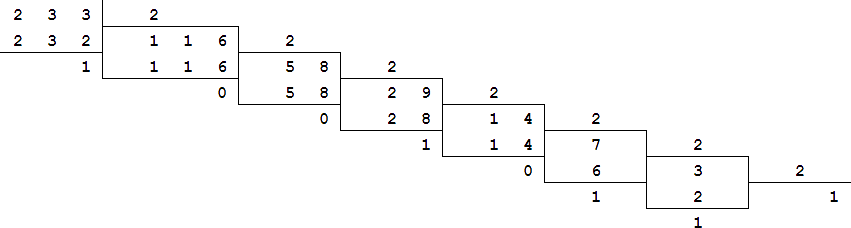 2 3 3 2
2 3 2 1 1 6 2
1 1 1 6 5 8 2
0 5 8 2 9 2
0 2 8 1 4 2
1 1 4 7 2
0 6 3 2
1 2 1
1